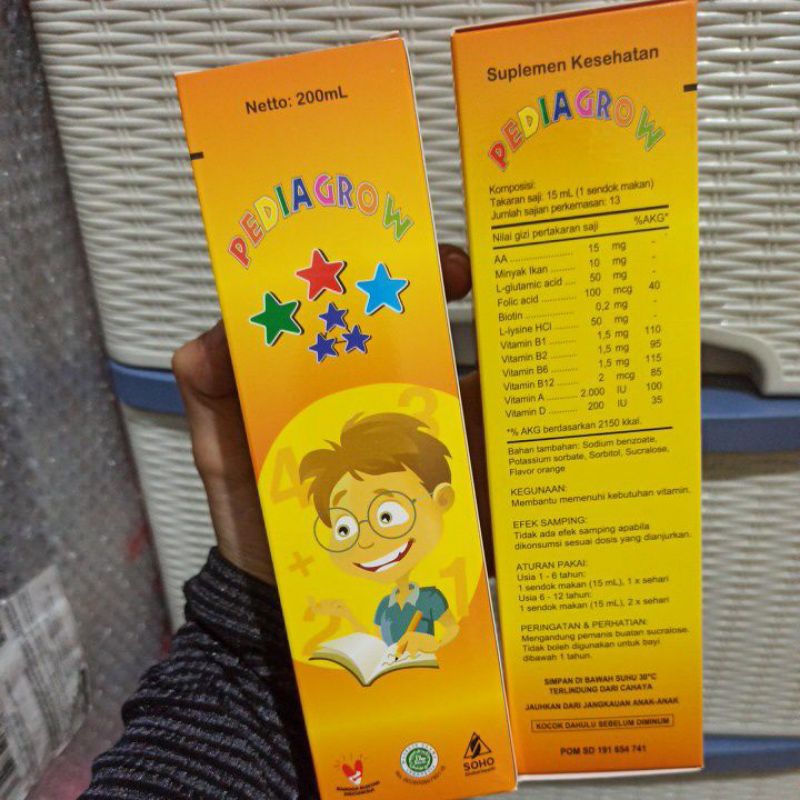 Netto: 200mL
PEDIAGROW
4
3
+
2
1
SOHO
Suplemen Kesehatan
PEDIAGROW
Komposisi:
Takaran saji: 15 mL (1 sendok makan)
Jumlah sajian perkemasan: 13
Nilai gizi pertakaran saji %AKG*
AA ........................ 15 mg -
Minyak Ikan ......... 10 mg -
L-glutamic acid .... 50 mg -
Folic acid ............. 100 mcg 40
Biotin ................... 0,2 mg -
L-lysine HCl ......... 50 mg -
Vitamin B1 ........... 1,5 mg 110
Vitamin B2 ........... 1,5 mg 95
Vitamin B6 ........... 1,5 mg 115
Vitamin B12 ......... 2 mcg 85
Vitamin A ............. 2.000 IU 100
Vitamin D ............. 200 IU 35
*% AKG berdasarkan 2150 kkal.
Bahan tambahan: Sodium benzoate,
Potassium sorbate, Sorbitol, Sucralose,
Flavor orange
KEGUNAAN:
Membantu memenuhi kebutuhan vitamin.
EFEK SAMPING:
Tidak ada efek samping apabila
dikonsumsi sesuai dosis yang dianjurkan.
ATURAN PAKAI:
Usia 1 - 6 tahun:
1 sendok makan (15 mL), 1 x sehari
Usia 6 - 12 tahun:
1 sendok makan (15 mL), 2 x sehari
PERINGATAN & PERHATIAN:
Mengandung pemanis buatan sucralose.
Tidak boleh digunakan untuk bayi
dibawah 1 tahun.
SIMPAN DI BAWAH SUHU 30°C
TERLINDUNG DARI CAHAYA
JAUHKAN DARI JANGKAUAN ANAK-ANAK
KOCOK DAHULU SEBELUM DIMINUM
POM SD 191 554 741